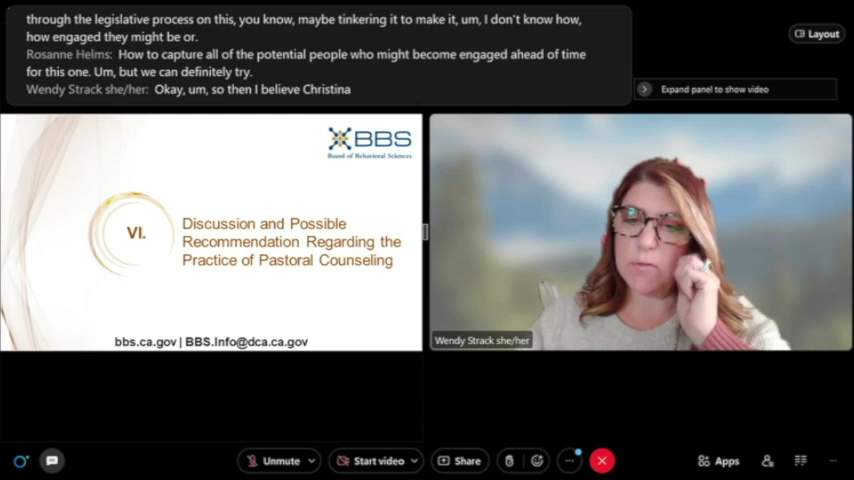 through the legislative process on this, you know, maybe tinkering it to make it, um, I don't know how,
how engaged they might be or.
Rosanne Helms: How to capture all of the potential people who might become engaged ahead of time
for this one. Um, but we can definitely try.
Wendy Strack she/her: Okay, um, so then I believe Christina
Layout
Expand panel to show video
BBS
Board of Behavioral Sciences
VI.
Discussion and Possible
Recommendation Regarding the
Practice of Pastoral Counseling
bbs.ca.gov | BBS.Info@dca.ca.gov
Wendy Strack she/her
Unmute
Start video
Share
Apps